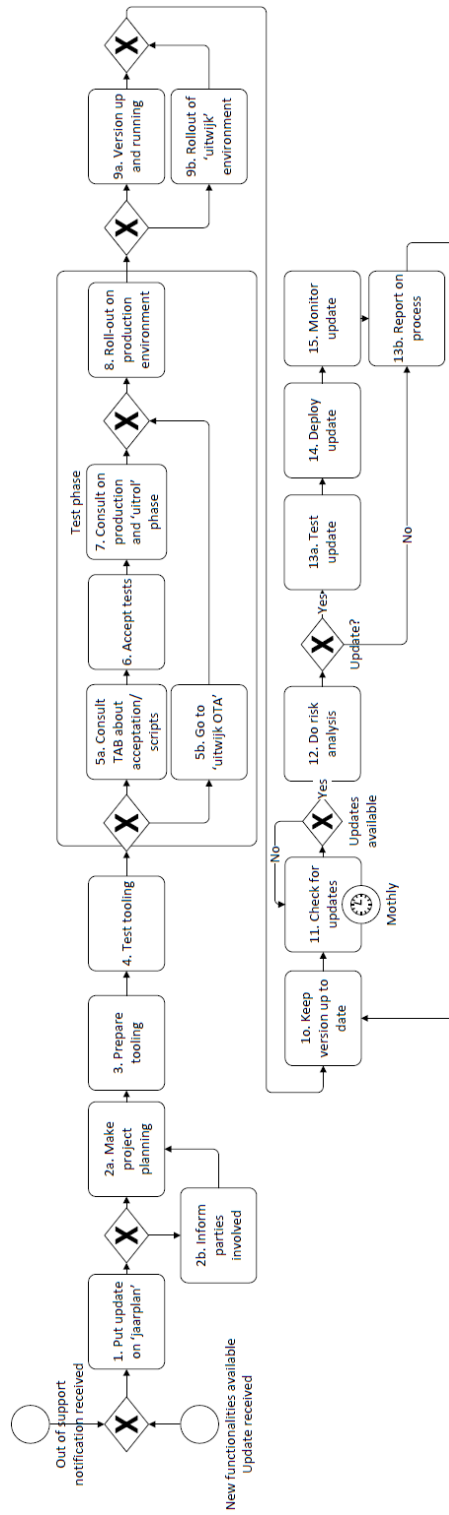 Out of support
notification received
New functionalities available
Update received
X
1. Put update
on ‘jaarplan’
X
2a. Make
project
planning
2b. Inform
parties
involved
3. Prepare
tooling
4. Test tooling
X
5a. Consult
TAB about
acceptation/
scripts
5b. Go to
‘uitwijk OTA’
6. Accept tests
Test phase
7. Consult on
production
and ‘uitrol’
phase
X
8. Roll-out on
production
environment
X
9a. Version up
and running
9b. Rollout of
‘uitwijk’
environment
X
1o. Keep
version up to
date
11. Check for
updates
Mothly
No
X
Yes
Updates
available
12. Do risk
analysis
X
Update?
Yes
No
13a. Test
update
14. Deploy
update
15. Monitor
update
13b. Report on
process